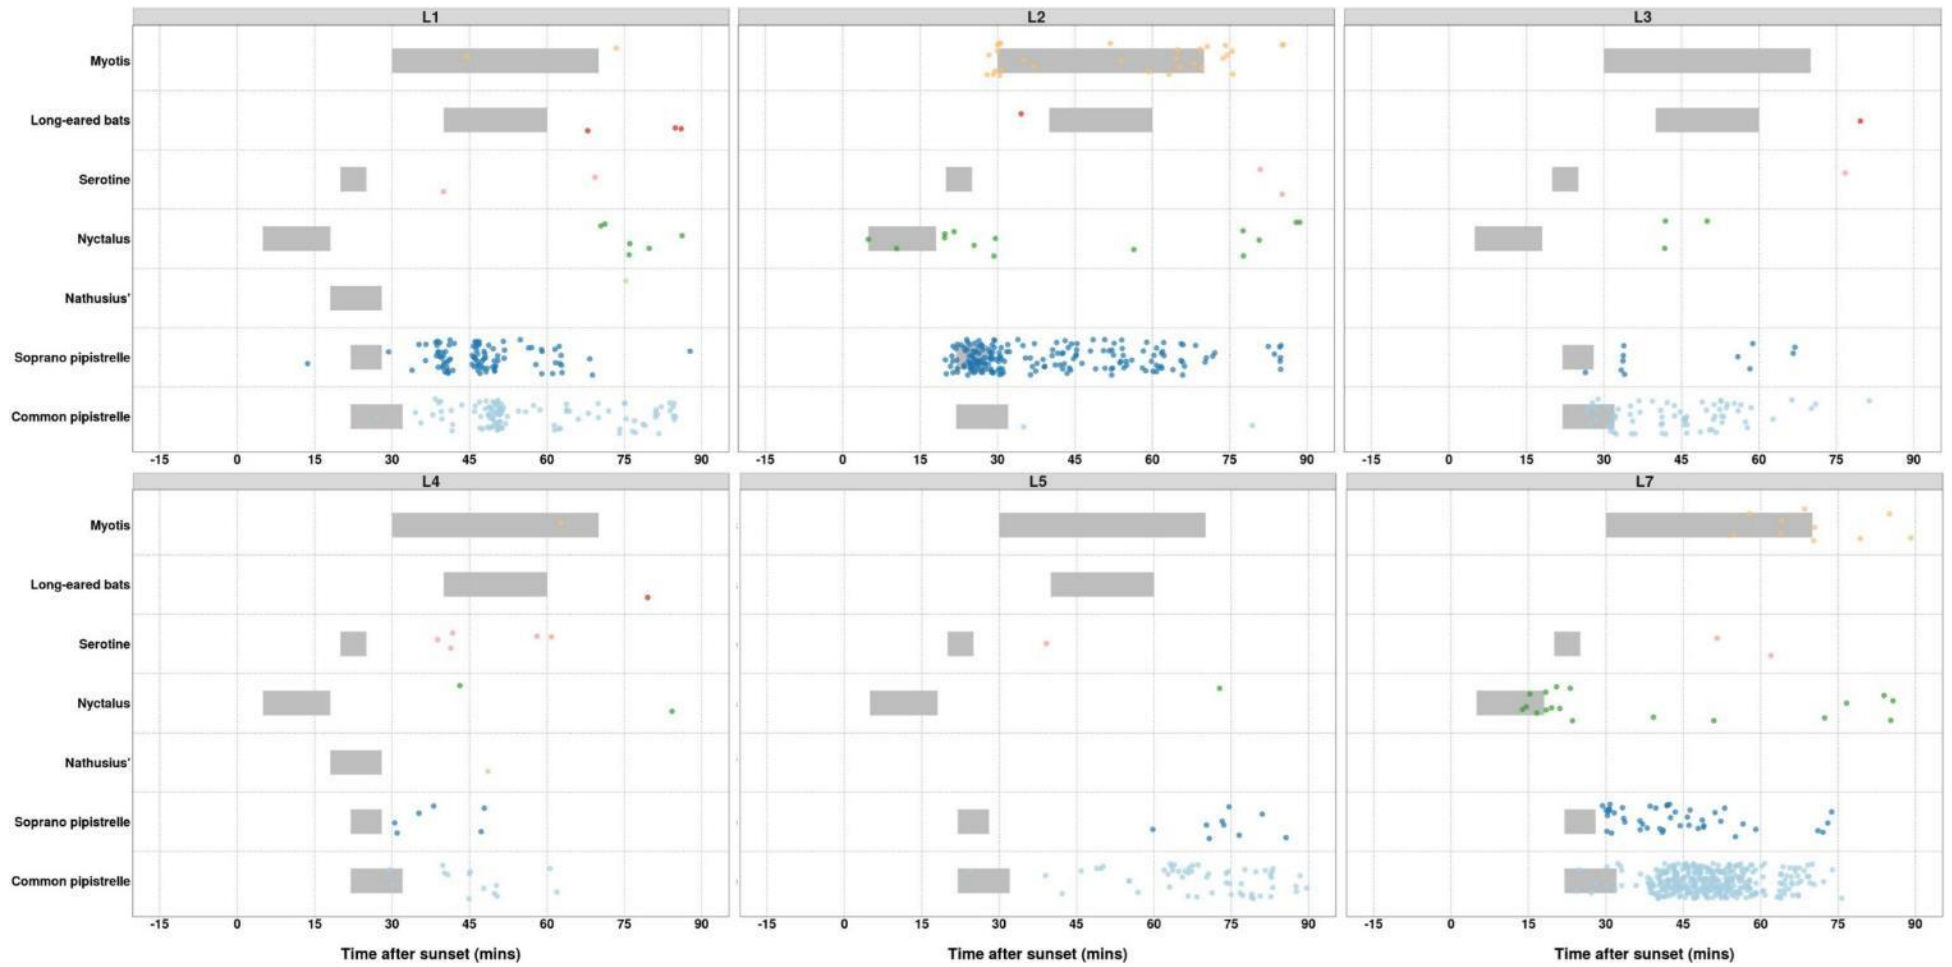 L1 L2 L3
Myotis
Long-eared bats
Serotine
Nyctalus
Nathusius'
Soprano pipistrelle
Common pipistrelle
-15 0 15 30 45 60 75 90 -15 0 15 30 45 60 75 90 -15 0 15 30 45 60 75 90
L4 L5 L7
Myotis
Long-eared bats
Serotine
Nyctalus
Nathusius'
Soprano pipistrelle
Common pipistrelle
-15 0 15 30 45 60 75 90 -15 0 15 30 45 60 75 90 -15 0 15 30 45 60 75 90
Time after sunset (mins) Time after sunset (mins) Time after sunset (mins)